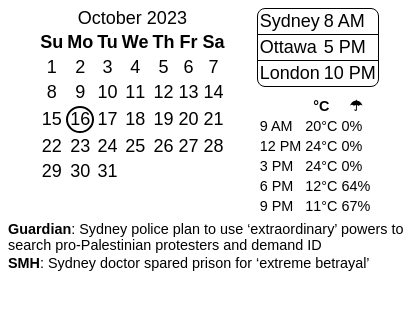 October 2023
Su Mo Tu We Th Fr Sa
1 2 3 4 5 6 7
8 9 10 11 12 13 14
15 16 17 18 19 20 21
22 23 24 25 26 27 28
29 30 31
Sydney 8 AM
Ottawa 5 PM
London 10 PM
°C ☂
9 AM 20°C 0%
12 PM 24°C 0%
3 PM 24°C 0%
6 PM 12°C 64%
9 PM 11°C 67%
Guardian: Sydney police plan to use ‘extraordinary’ powers to
search pro-Palestinian protesters and demand ID
SMH: Sydney doctor spared prison for ‘extreme betrayal’